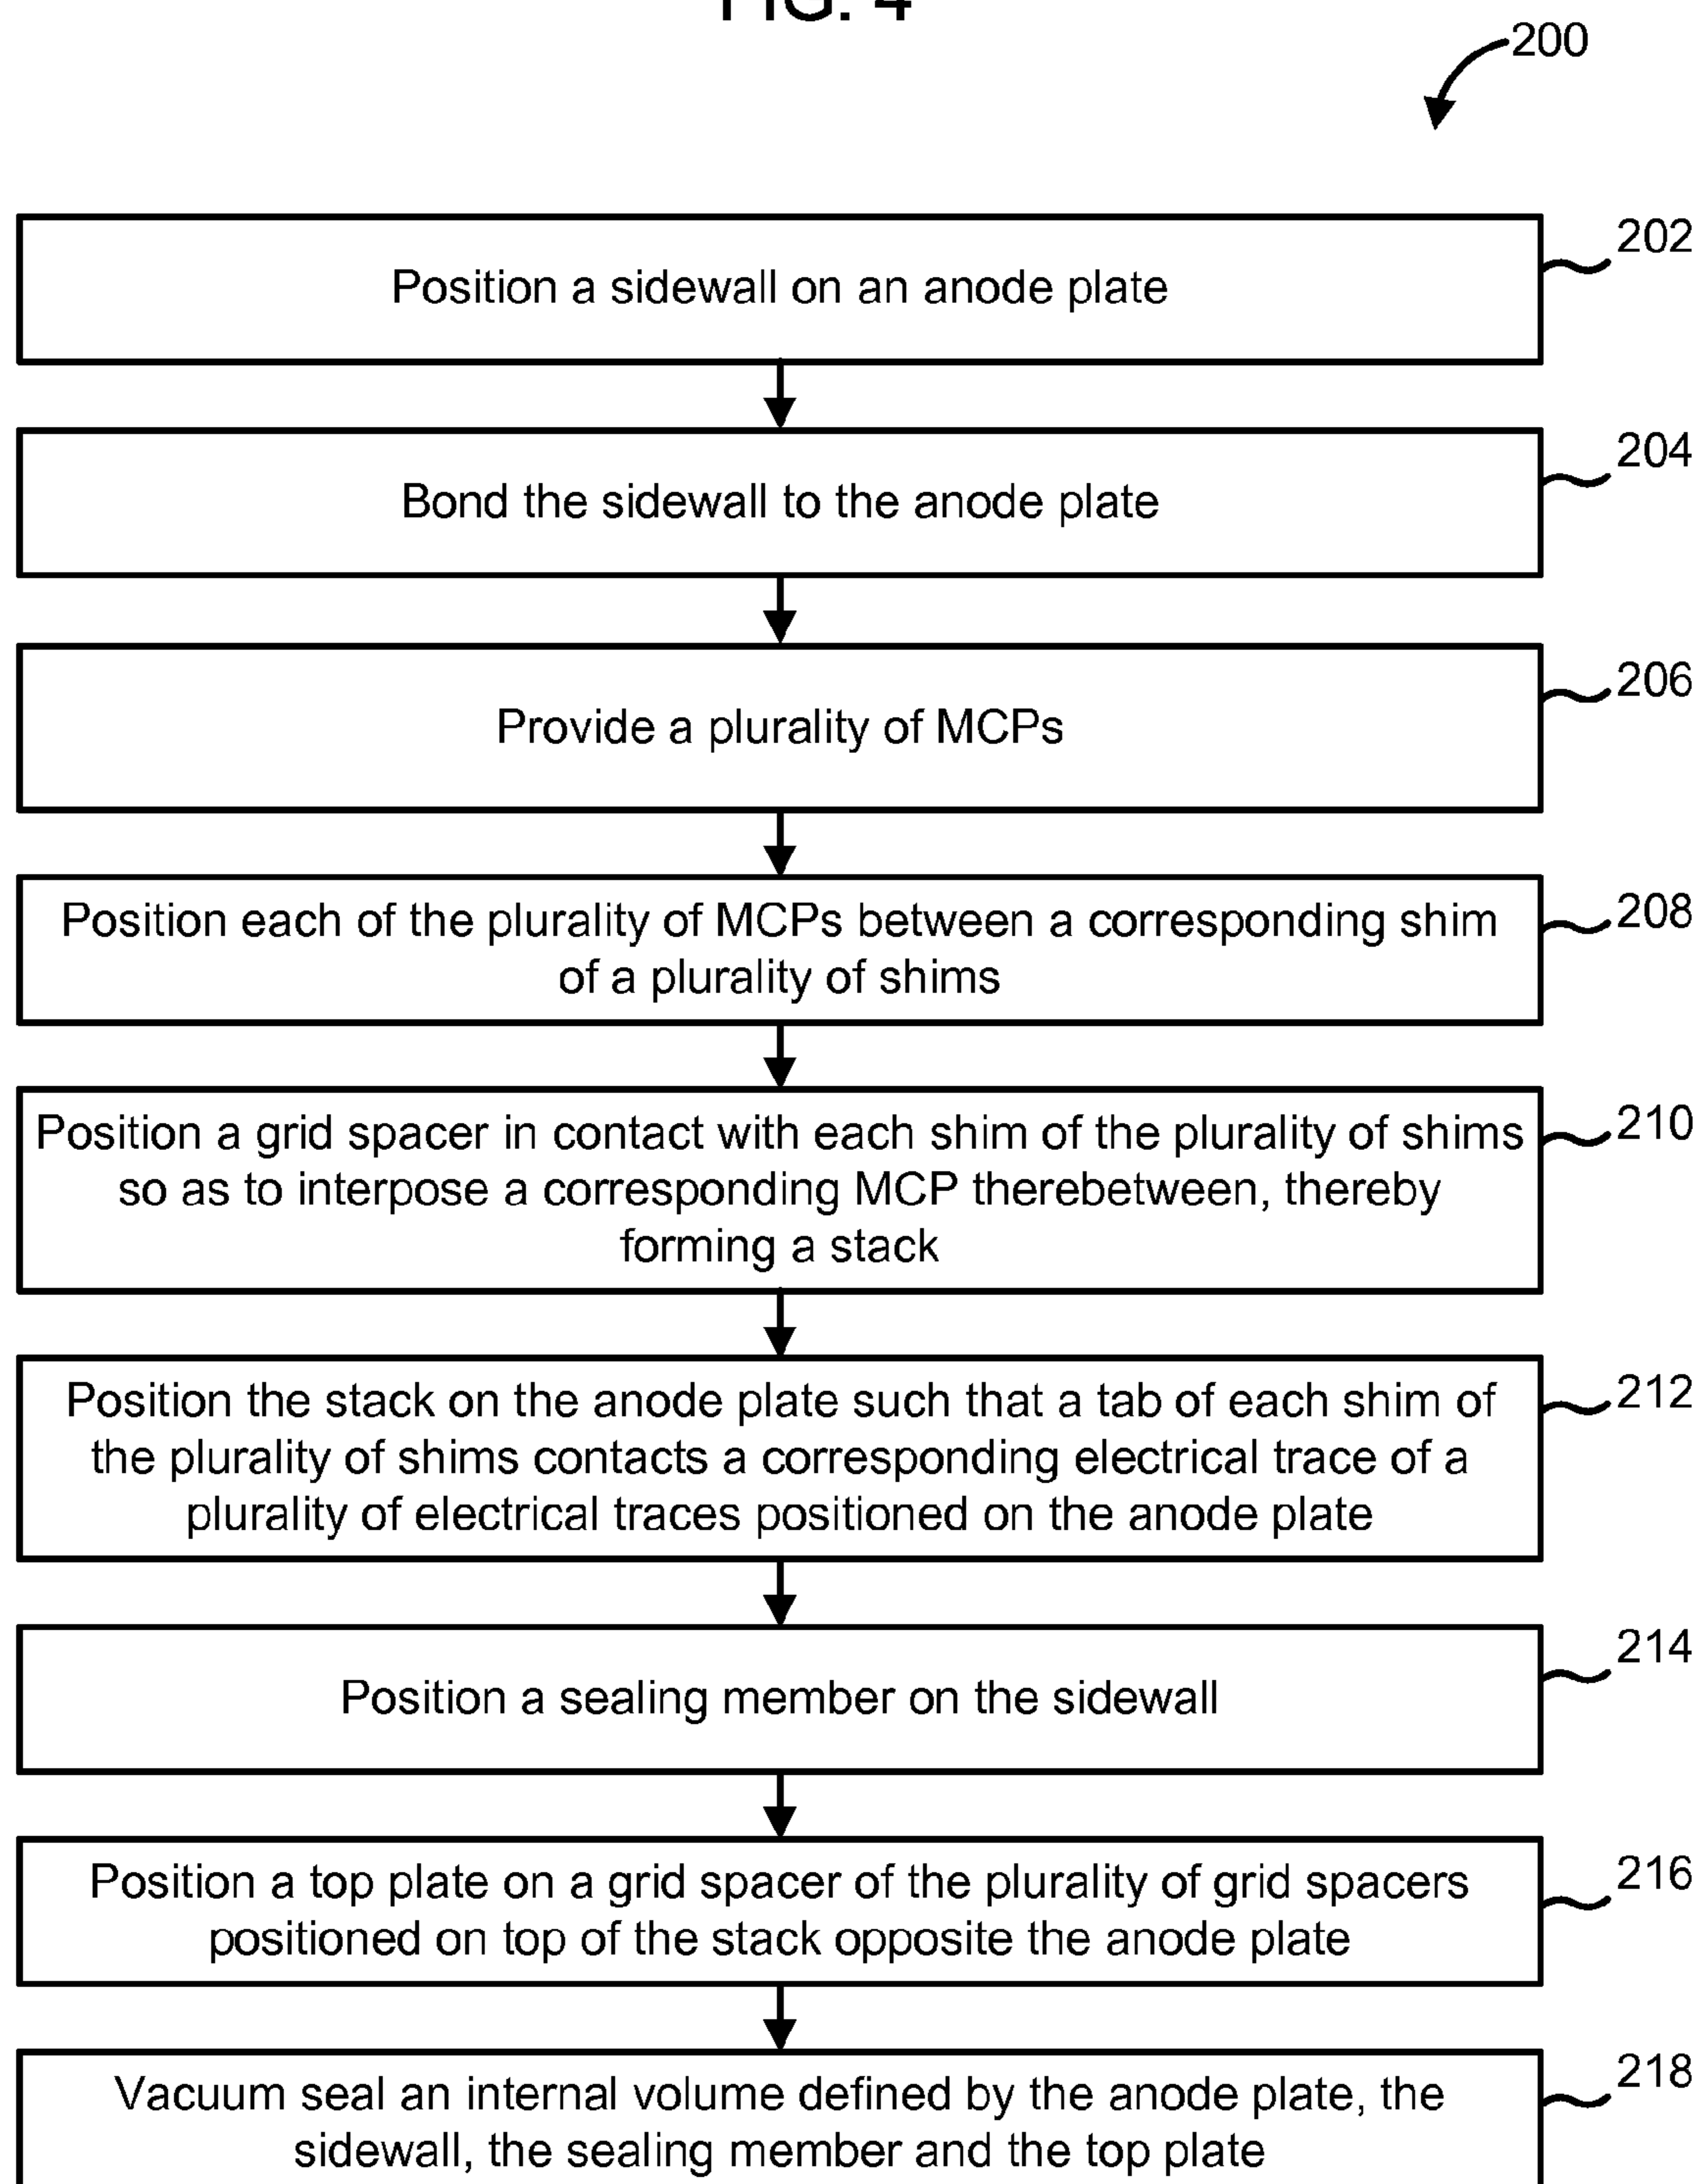 FIG. 4
200
Position a sidewall on an anode plate
202
Bond the sidewall to the anode plate
204
Provide a plurality of MCPs
206
Position each of the plurality of MCPs between a corresponding shim
of a plurality of shims
208
Position a grid spacer in contact with each shim of the plurality of shims
so as to interpose a corresponding MCP therebetween, thereby
forming a stack
210
Position the stack on the anode plate such that a tab of each shim of
the plurality of shims contacts a corresponding electrical trace of a
plurality of electrical traces positioned on the anode plate
212
Position a sealing member on the sidewall
214
Position a top plate on a grid spacer of the plurality of grid spacers
positioned on top of the stack opposite the anode plate
216
Vacuum seal an internal volume defined by the anode plate, the
sidewall, the sealing member and the top plate
218